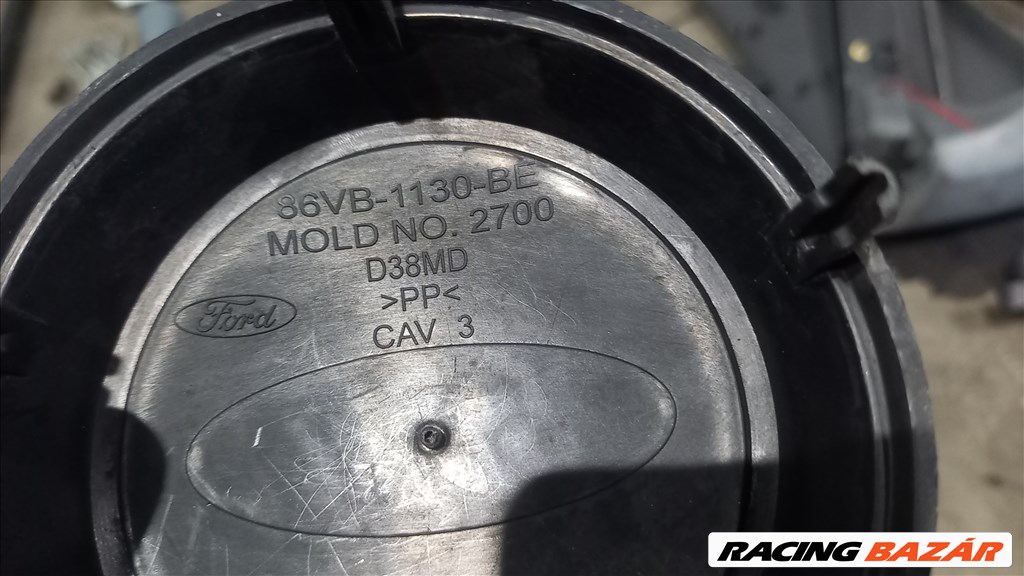 86VB-1130-BE
MOLD NO. 2700
D38MD
>PP<
Ford
CAV 3
RACING BAZÁR